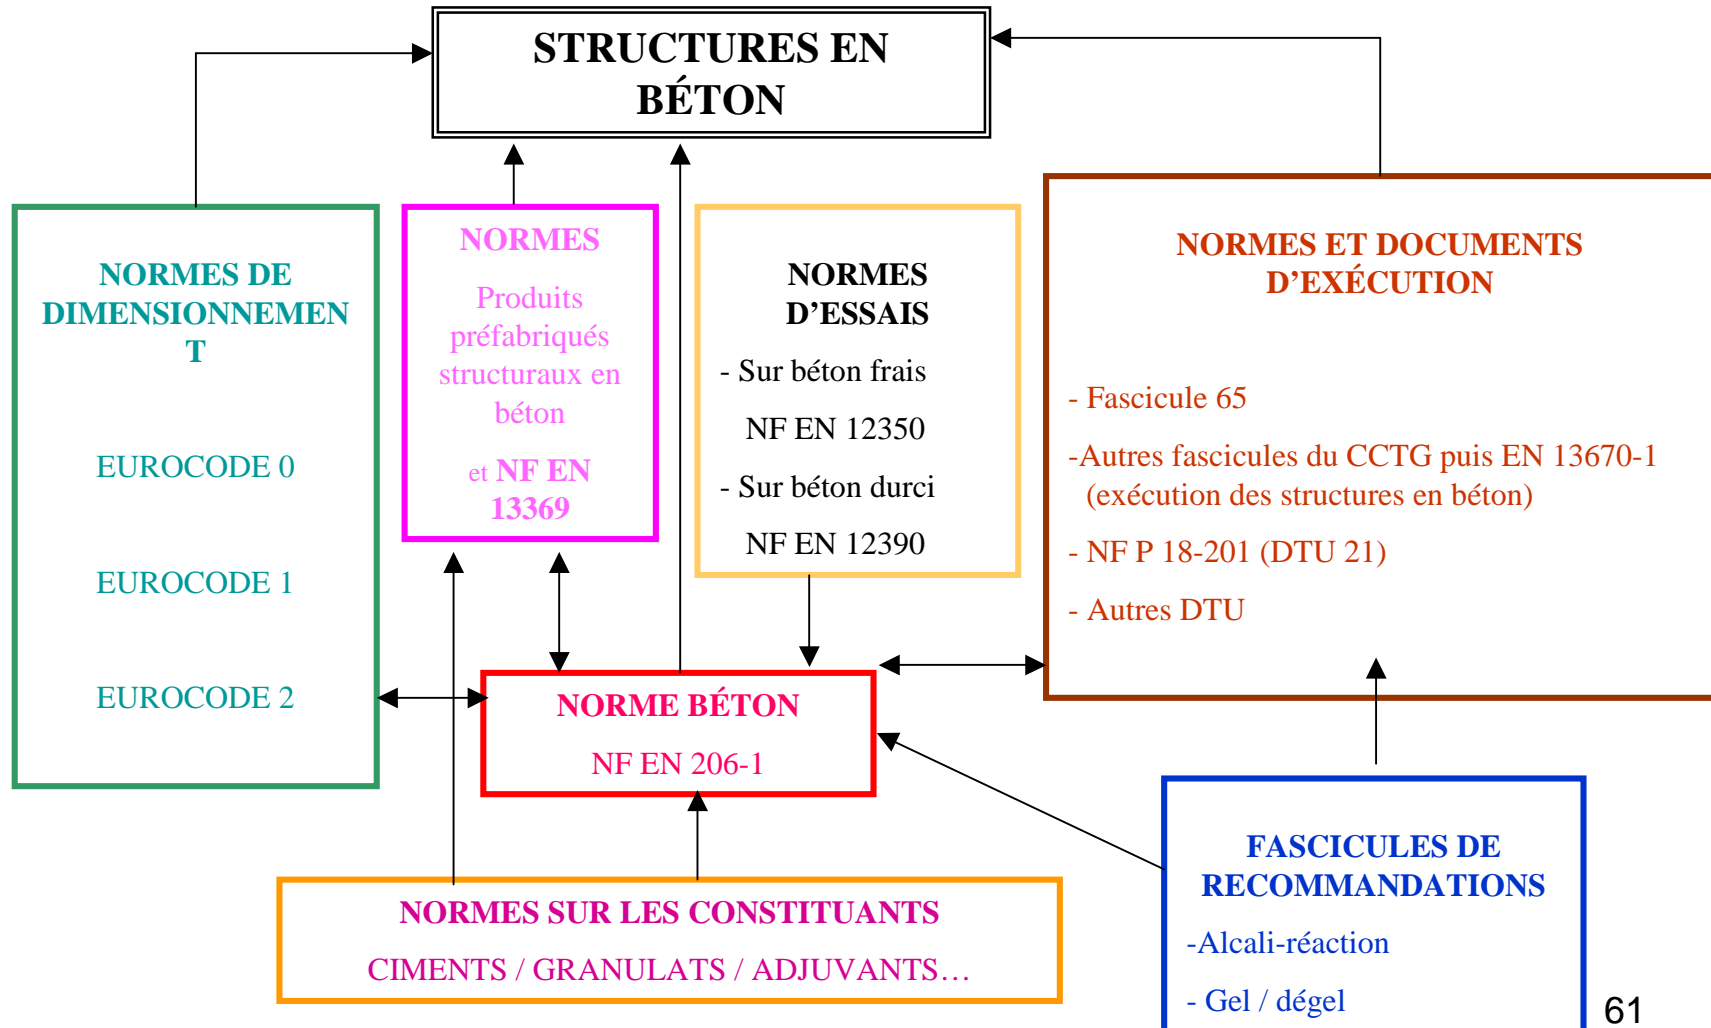 STRUCTURES EN
BÉTON
NORMES DE
DIMENSIONNEMEN
T
EUROCODE 0
EUROCODE 1
EUROCODE 2
NORMES
Produits
préfabriqués
structuraux en
béton
et NF EN
13369
NORMES
D’ESSAIS
- Sur béton frais
NF EN 12350
- Sur béton durci
NF EN 12390
NORMES ET DOCUMENTS
D’EXÉCUTION
- Fascicule 65
-Autres fascicules du CCTG puis EN 13670-1
(exécution des structures en béton)
- NF P 18-201 (DTU 21)
- Autres DTU
NORME BÉTON
NF EN 206-1
NORMES SUR LES CONSTITUANTS
CIMENTS / GRANULATS / ADJUVANTS…
FASCICULES DE
RECOMMANDATIONS
-Alcali-réaction
- Gel / dégel
61